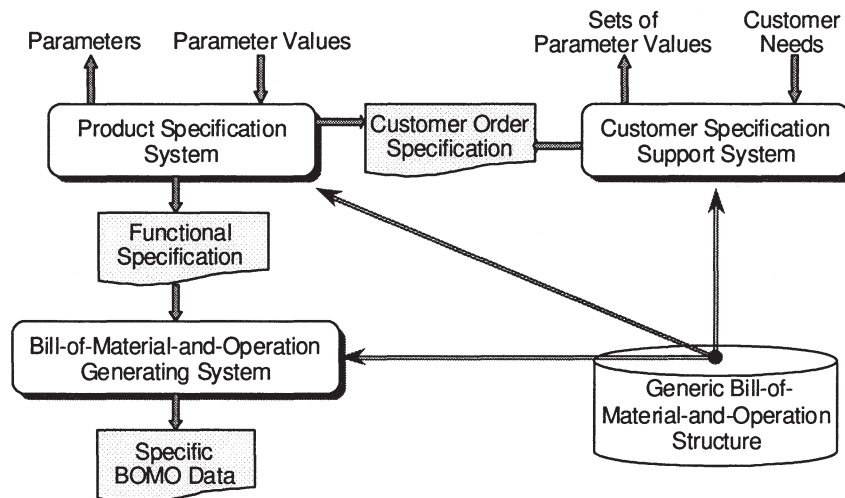 Parameters
Parameter Values
Sets of
Parameter Values
Customer
Needs
Product Specification
System
Customer Order
Specification
Customer Specification
Support System
Functional
Specification
Bill-of-Material-and-Operation
Generating System
Generic Bill-of-
Material-and-Operation
Structure
Specific
BOMO Data